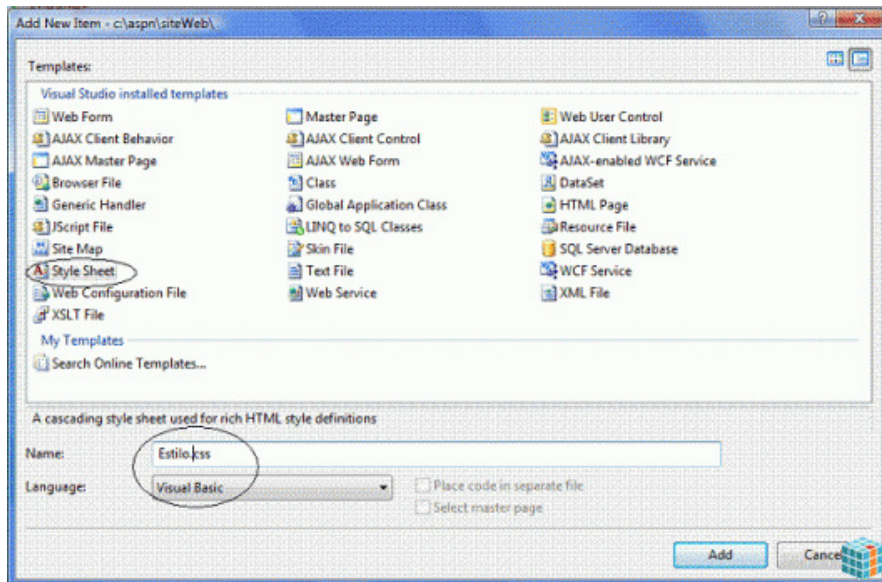 Add New Item - c:\aspn\siteWeb\
Templates:
Visual Studio installed templates
Web Form
Master Page
Web User Control
AJAX Client Behavior
AJAX Client Control
AJAX Client Library
AJAX Master Page
AJAX Web Form
AJAX-enabled WCF Service
Browser File
Class
DataSet
Generic Handler
Global Application Class
HTML Page
JScript File
LINQ to SQL Classes
Resource File
Site Map
Skin File
SQL Server Database
Style Sheet
Text File
WCF Service
Web Configuration File
Web Service
XML File
XSLT File
My Templates
Search Online Templates...
A cascading style sheet used for rich HTML style definitions
Name: Estilo.css
Language: Visual Basic
Place code in separate file
Select master page
Add
Cance